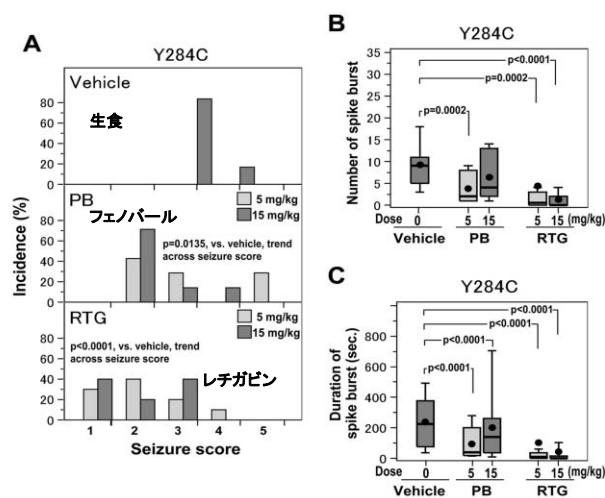 A
Y284C
Vehicle
生食
80
60
40
20
PB
5 mg/kg
15 mg/kg
フェノバール
p=0.0135, vs. vehicle, trend
across seizure score
80
60
40
20
Incidence (%)
RTG
5 mg/kg
15 mg/kg
p<0.0001, vs. vehicle, trend
across seizure score
レチガビン
80
60
40
20
0
1 2 3 4 5
Seizure score
B
Y284C
Number of spike burst
35
30
25
20
15
10
5
0
p<0.0001
p=0.0002
p=0.0002
Dose 0 5 15 5 15 (mg/kg)
Vehicle PB RTG
C
Y284C
Duration of
spike burst (sec.)
800
600
400
200
0
p<0.0001
p<0.0001
p<0.0001
Dose 0 5 15 5 15 (mg/kg)
Vehicle PB RTG